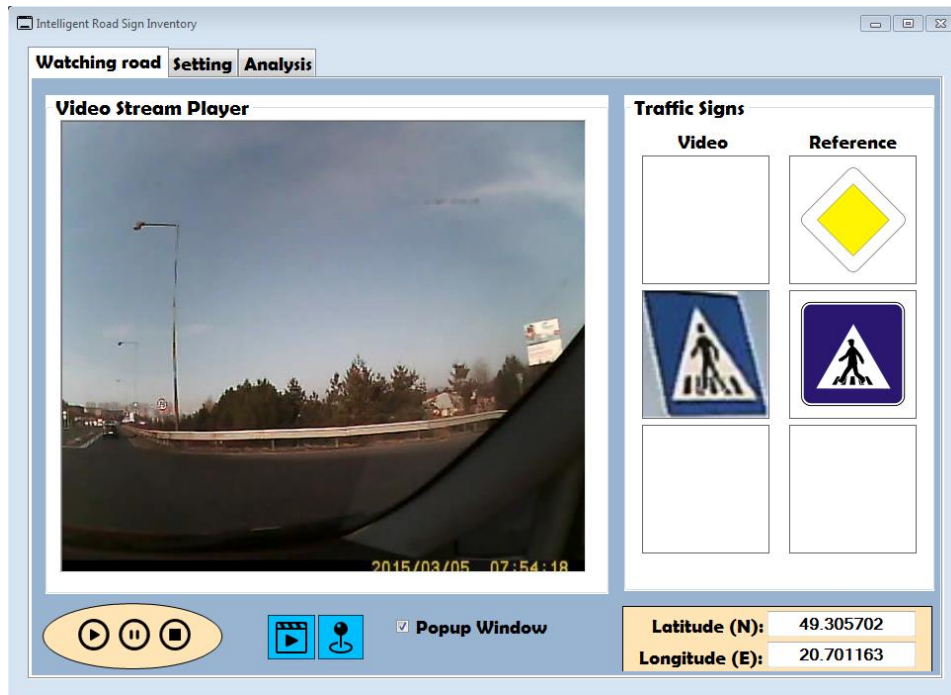 Intelligent Road Sign Inventory
Watching road Setting Analysis
Video Stream Player
2015/03/05 07:54:18
Traffic Signs
Video Reference
Popup Window
Latitude (N): 49.305702
Longitude (E): 20.701163